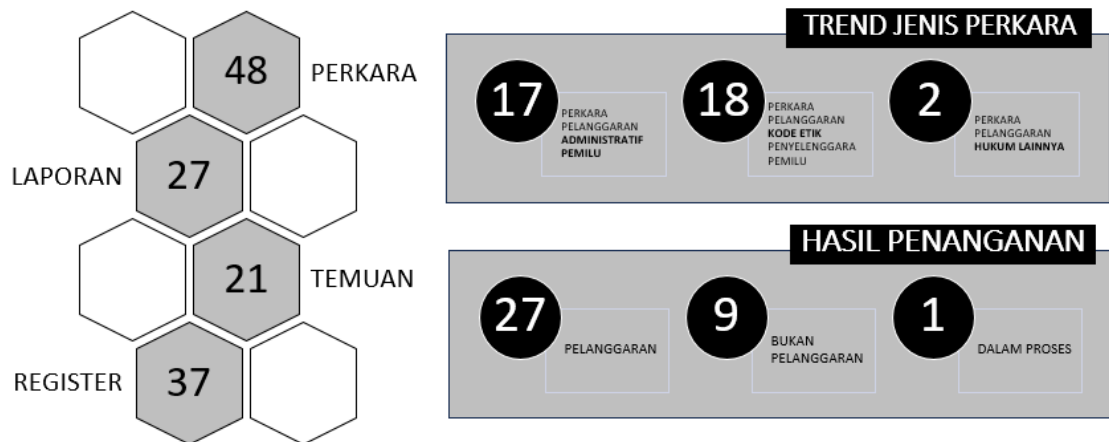 48 PERKARA
LAPORAN 27
21 TEMUAN
REGISTER 37
TREND JENIS PERKARA
17
PERKARA
PELANGGARAN
ADMINISTRATIF
PEMILU
18
PERKARA
PELANGGARAN
KODE ETIK
PENYELENGGARA
PEMILU
2
PERKARA
PELANGGARAN
HUKUM LAINNYA
HASIL PENANGANAN
27
PELANGGARAN
9
BUKAN
PELANGGARAN
1
DALAM PROSES